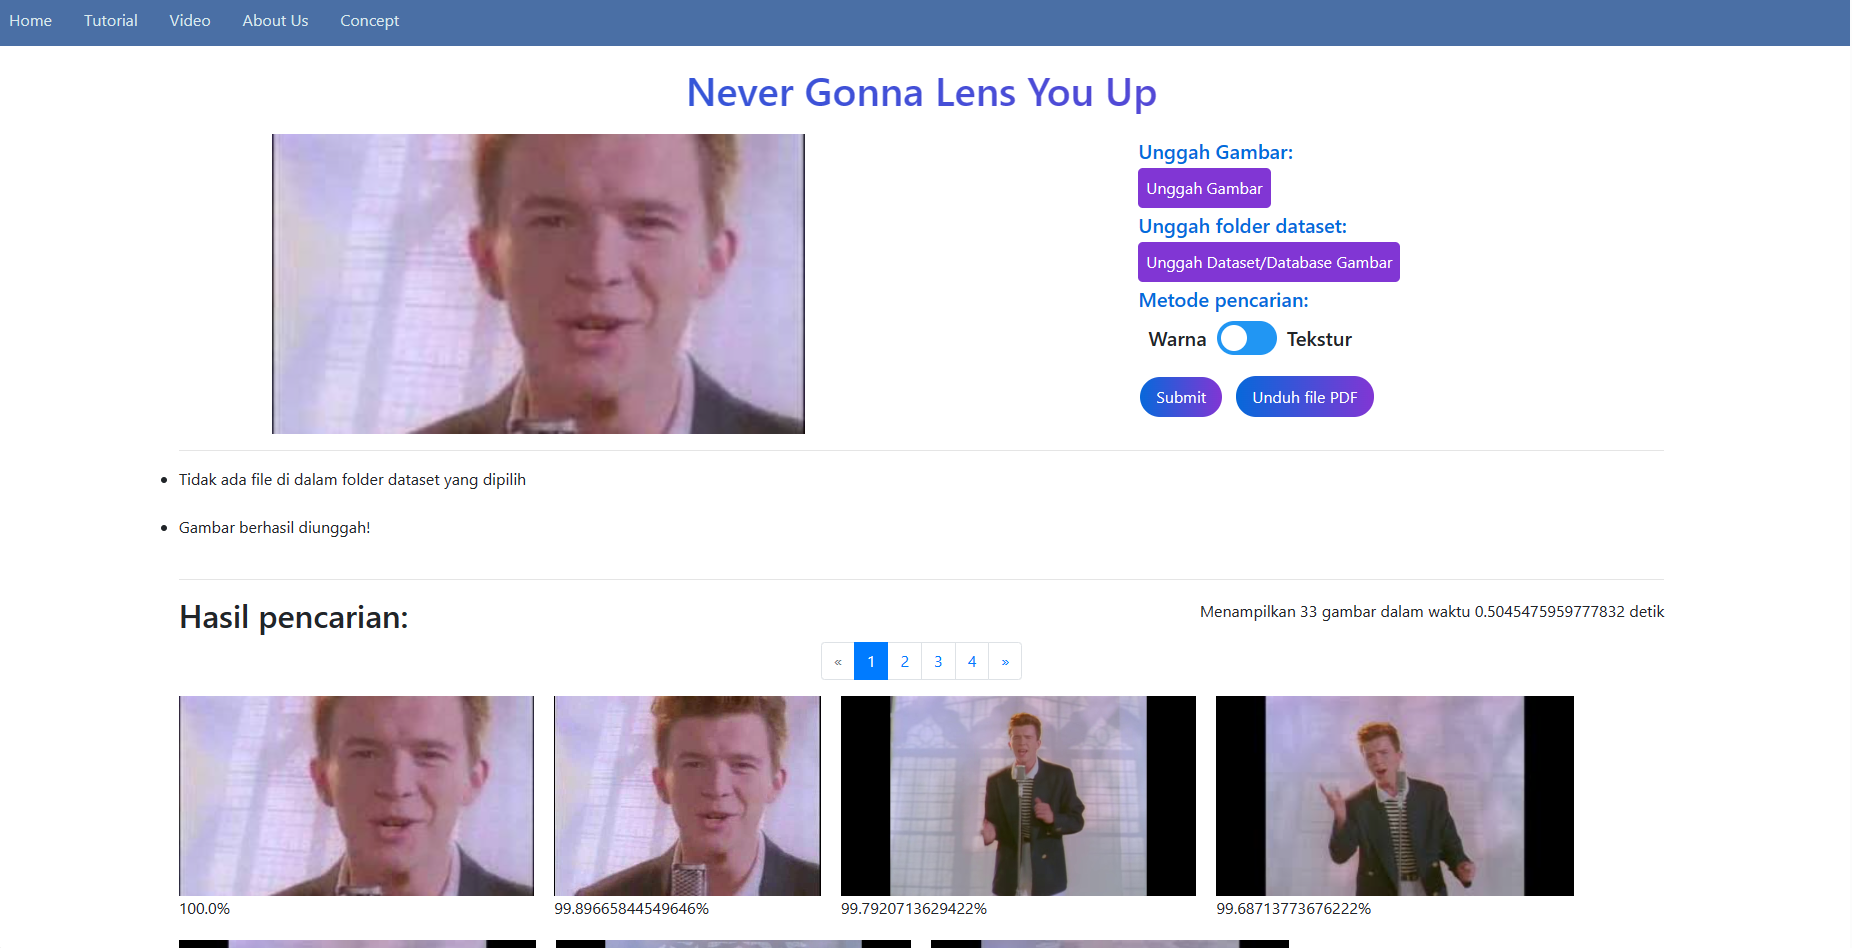 Home Tutorial Video About Us Concept
Never Gonna Lens You Up
Unggah Gambar:
Unggah Gambar
Unggah folder dataset:
Unggah Dataset/Database Gambar
Metode pencarian:
Warna Tekstur
Submit Unduh file PDF
Tidak ada file di dalam folder dataset yang dipilih
Gambar berhasil diunggah!
Hasil pencarian:
Menampilkan 33 gambar dalam waktu 0.5045475959777832 detik
« 1 2 3 4 »
100.0% 99.89665844549646% 99.7920713629422% 99.68713773676222%